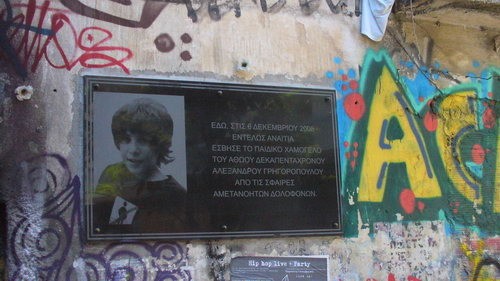 ΕΔΩ, ΣΤΙΣ 6 ΔΕΚΕΜΒΡΙΟΥ 2008
ΕΝΤΕΛΩΣ ΑΝΑΙΤΙΑ
ΕΣΒΗΣΕ ΤΟ ΠΑΙΔΙΚΟ ΧΑΜΟΓΕΛΟ
ΤΟΥ ΑΘΩΟΥ ΔΕΚΑΠΕΝΤΑΧΡΟΝΟΥ
ΑΛΕΞΑΝΔΡΟΥ ΓΡΗΓΟΡΟΠΟΥΛΟΥ
ΑΠΟ ΤΙΣ ΣΦΑΙΡΕΣ
ΑΜΕΤΑΝΟΗΤΩΝ ΔΟΛΟΦΟΝΩΝ.
Hip hop live + Party